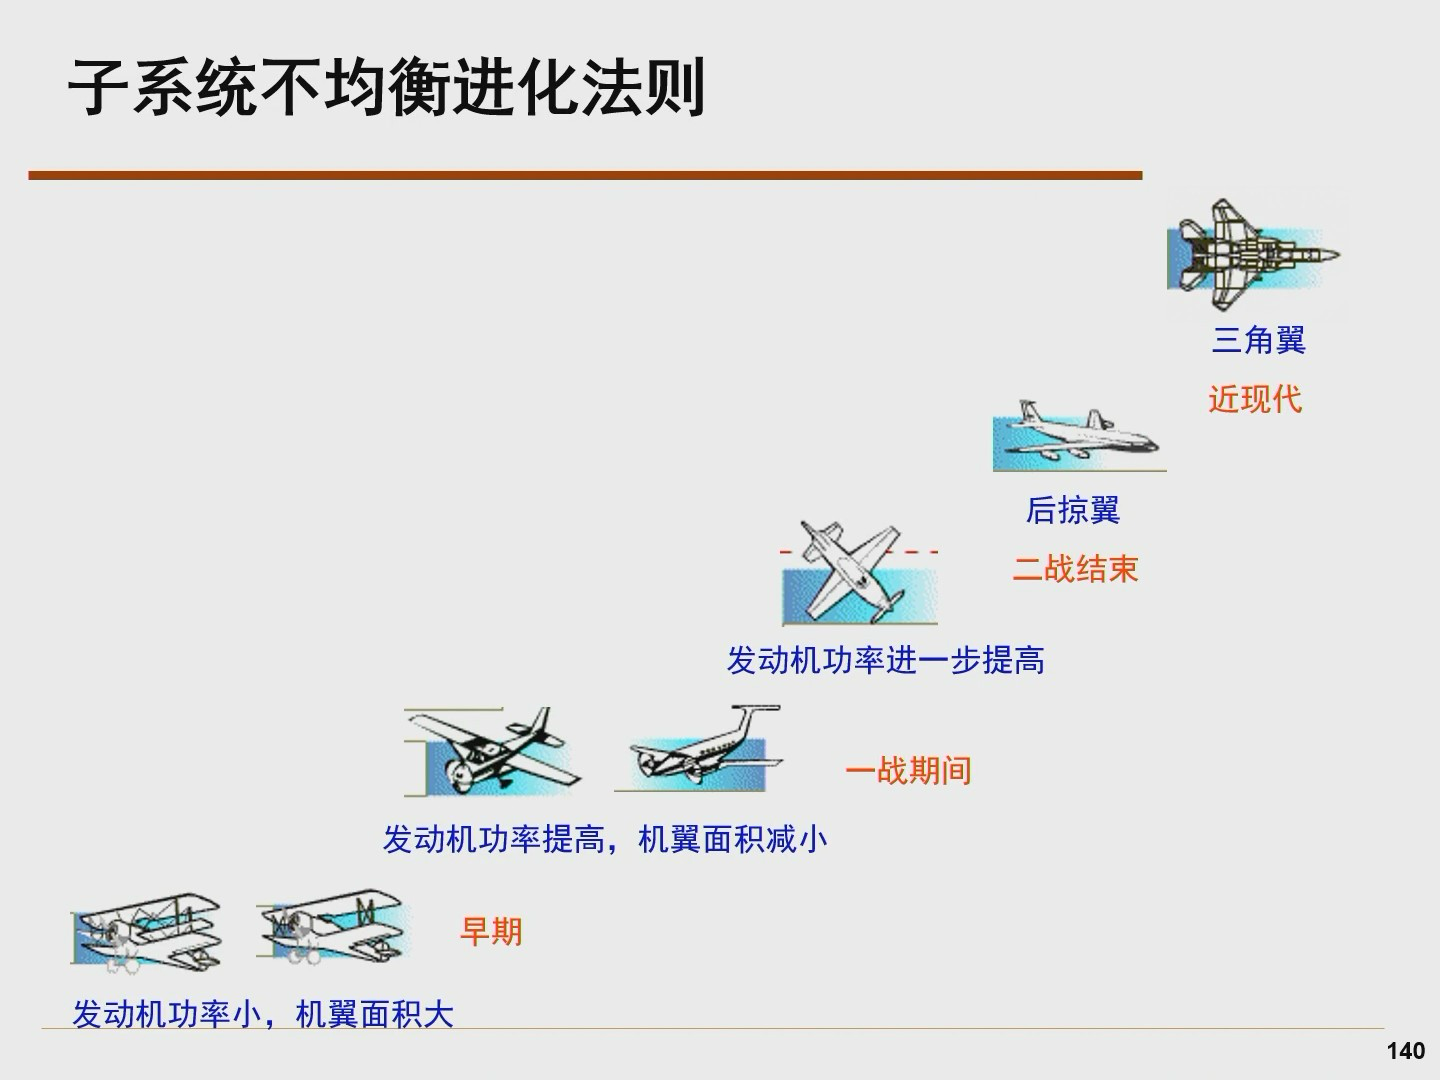 子系统不均衡进化法则
三角翼
近现代
后掠翼
二战结束
发动机功率进一步提高
一战期间
发动机功率提高，机翼面积减小
早期
发动机功率小，机翼面积大
140